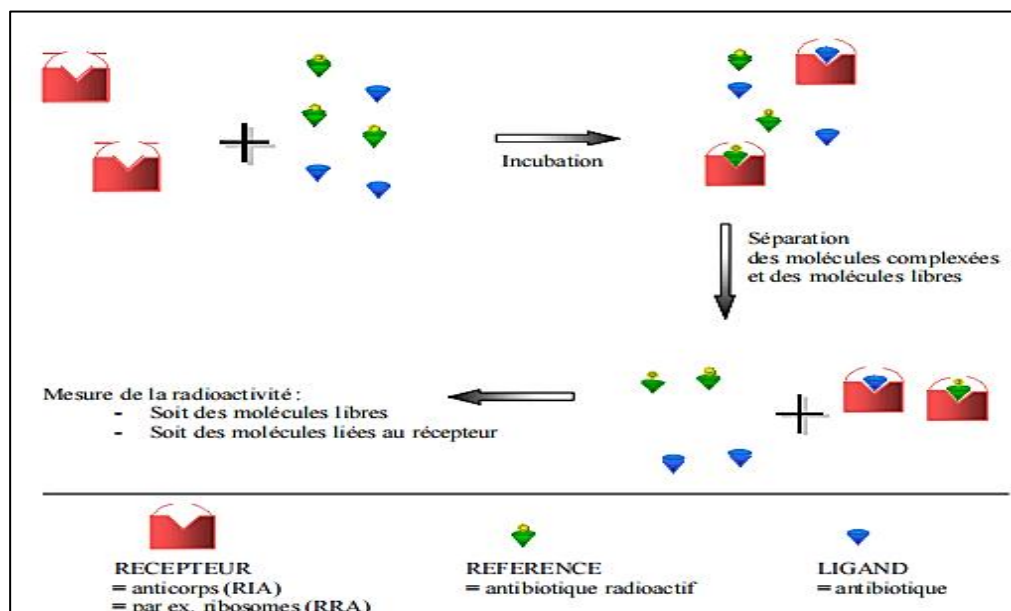 Incubation
Séparation
des molécules complexées
et des molécules libres
Mesure de la radioactivité :
- Soit des molécules libres
- Soit des molécules liées au récepteur
RECEPTEUR
= anticorps (RIA)
= par ex. ribosomes (RRA)
REFERENCE
= antibiotique radioactif
LIGAND
= antibiotique